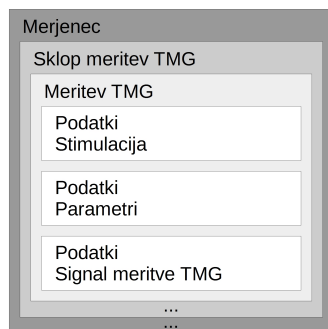 Merjenec
Sklop meritev TMG
Meritev TMG
Podatki
Stimulacija
Podatki
Parametri
Podatki
Signal meritve TMG
...
...